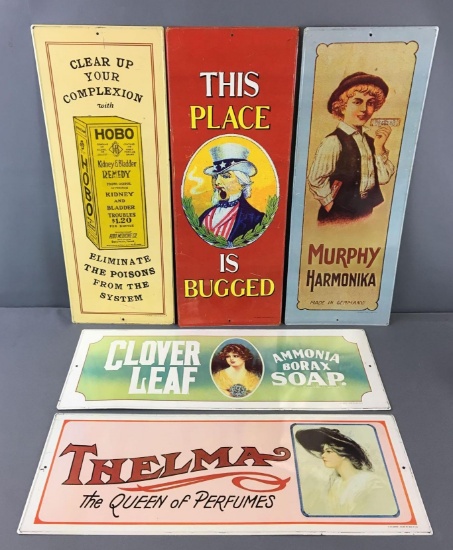 CLEAR UP
YOUR
COMPLEXION
with
HOBO
HOBO
Kidney & Bladder
REMEDY
KIDNEY
AND
BLADDER
TROUBLES
$1.20
ELIMINATE
THE POISONS
FROM THE
SYSTEM
THIS
PLACE
IS
BUGGED
MURPHY
HARMONIKA
MADE IN GERMANY
CLOVER
LEAF
AMMONIA
BORAX
SOAP.
THELMA
the QUEEN of PERFUMES